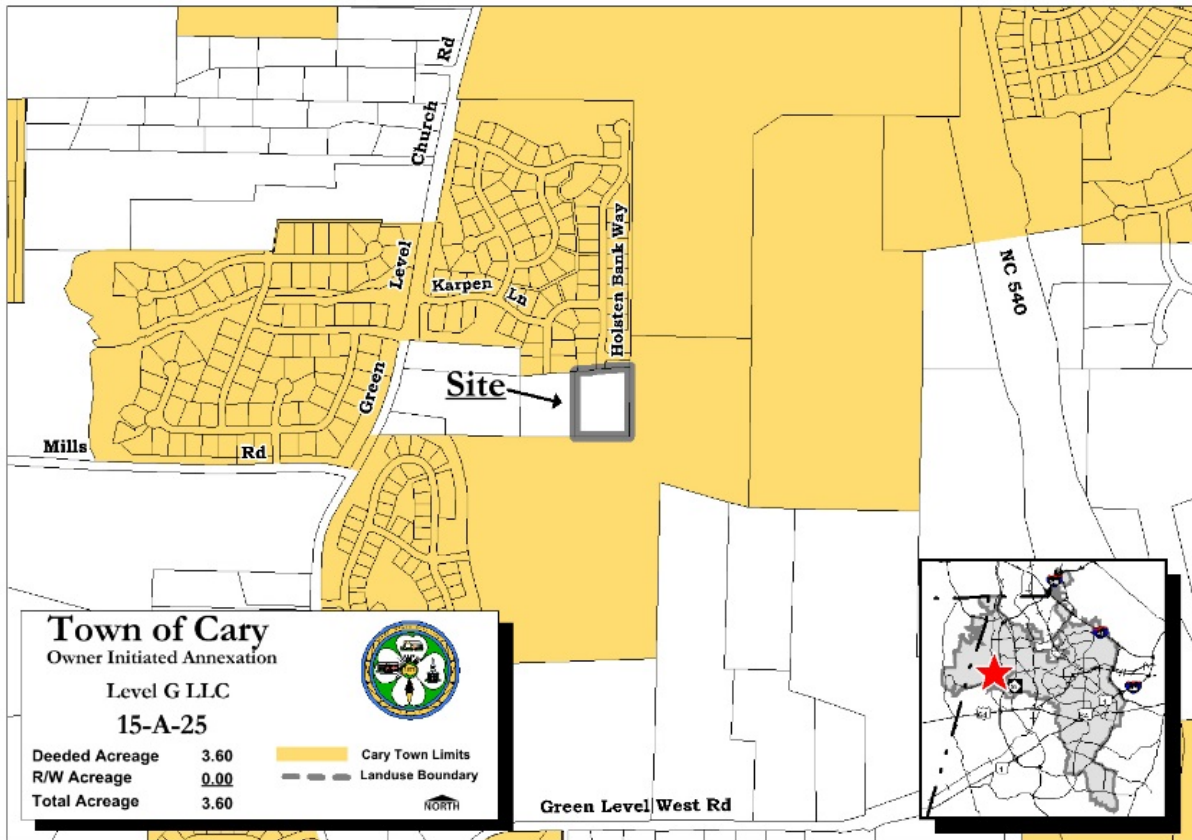 Rd
Church
Level
Green
Karpen
Ln
Holsten Bank Way
NC 540
Site
Mills
Rd
Green Level West Rd
Town of Cary
Owner Initiated Annexation
Level G LLC
15-A-25
Deeded Acreage 3.60
R/W Acreage 0.00
Total Acreage 3.60
Cary Town Limits
Landuse Boundary
NORTH